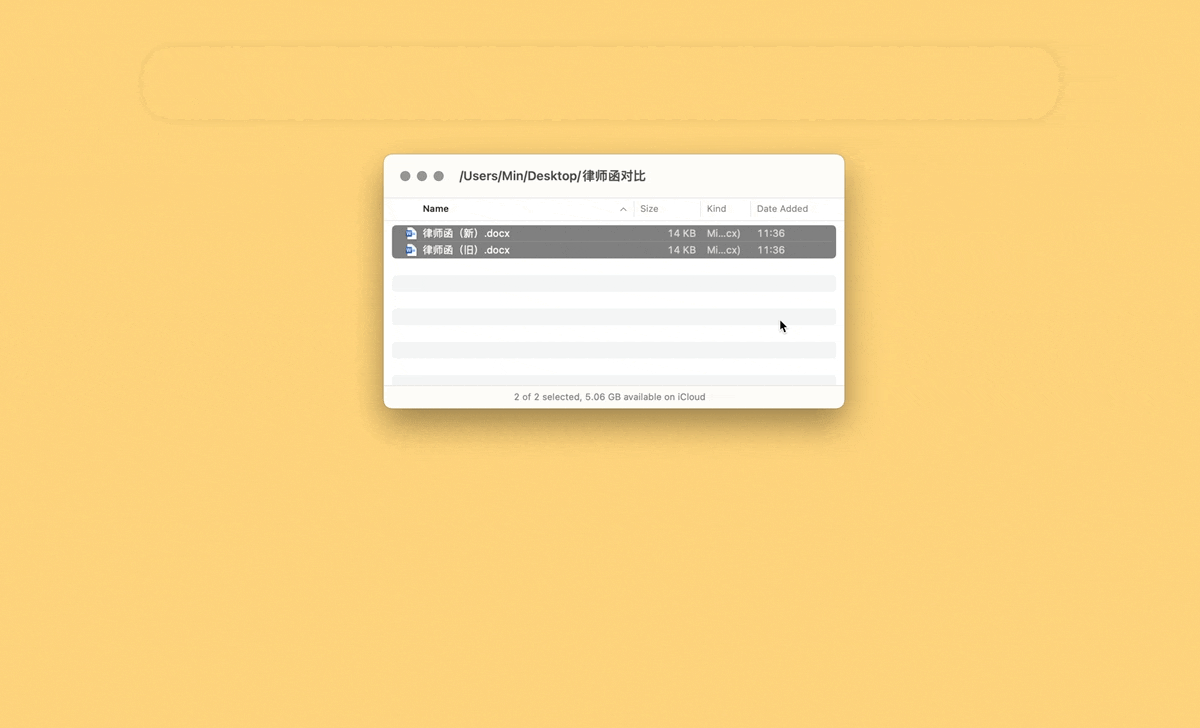 /Users/Min/Desktop/律师函对比
Name Size Kind Date Added
律师函（新）.docx 14 KB Mi...cx) 11:36
律师函（旧）.docx 14 KB Mi...cx) 11:36
2 of 2 selected, 5.06 GB available on iCloud